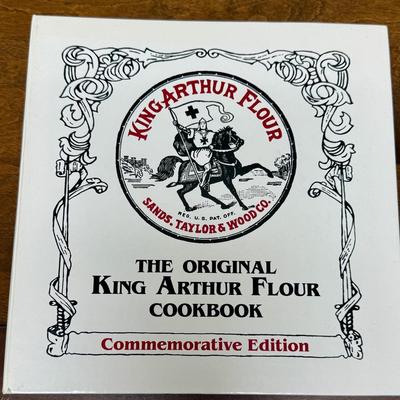 KING ARTHUR FLOUR
REG. U.S. PAT. OFF.
SANDS, TAYLOR & WOOD CO.
THE ORIGINAL
KING ARTHUR FLOUR
COOKBOOK
Commemorative Edition